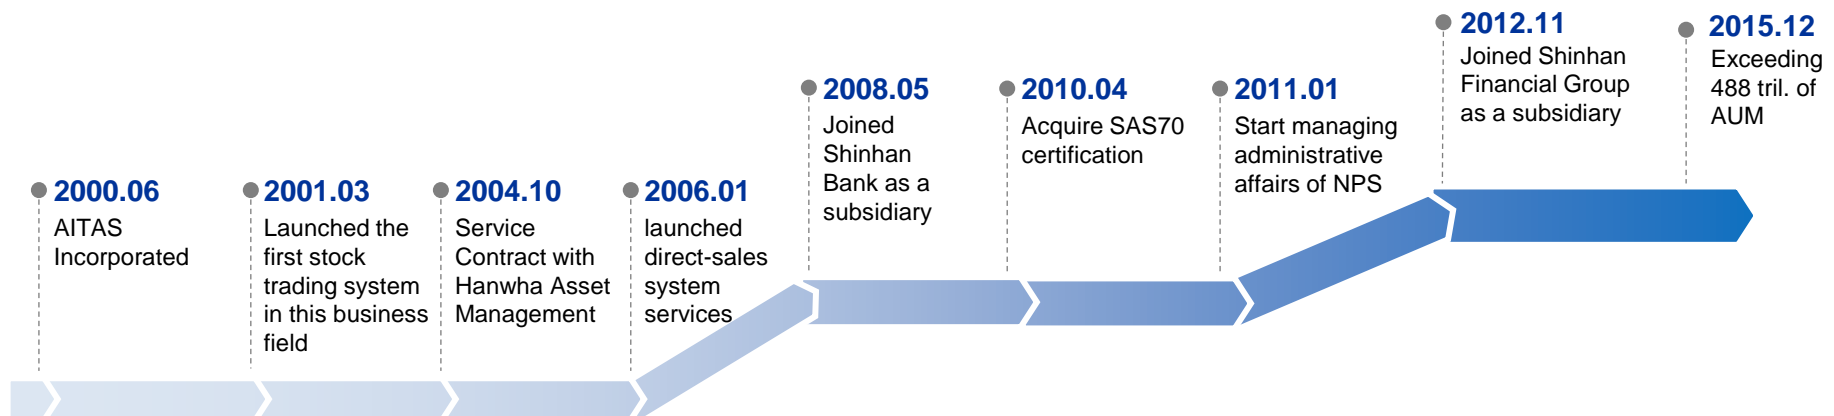 2000.06
AITAS
Incorporated
2001.03
Launched the
first stock
trading system
in this business
field
2004.10
Service
Contract with
Hanwha Asset
Management
2006.01
launched
direct-sales
system
services
2008.05
Joined
Shinhan
Bank as a
subsidiary
2010.04
Acquire SAS70
certification
2011.01
Start managing
administrative
affairs of NPS
2012.11
Joined Shinhan
Financial Group
as a subsidiary
2015.12
Exceeding
488 tril. of
AUM